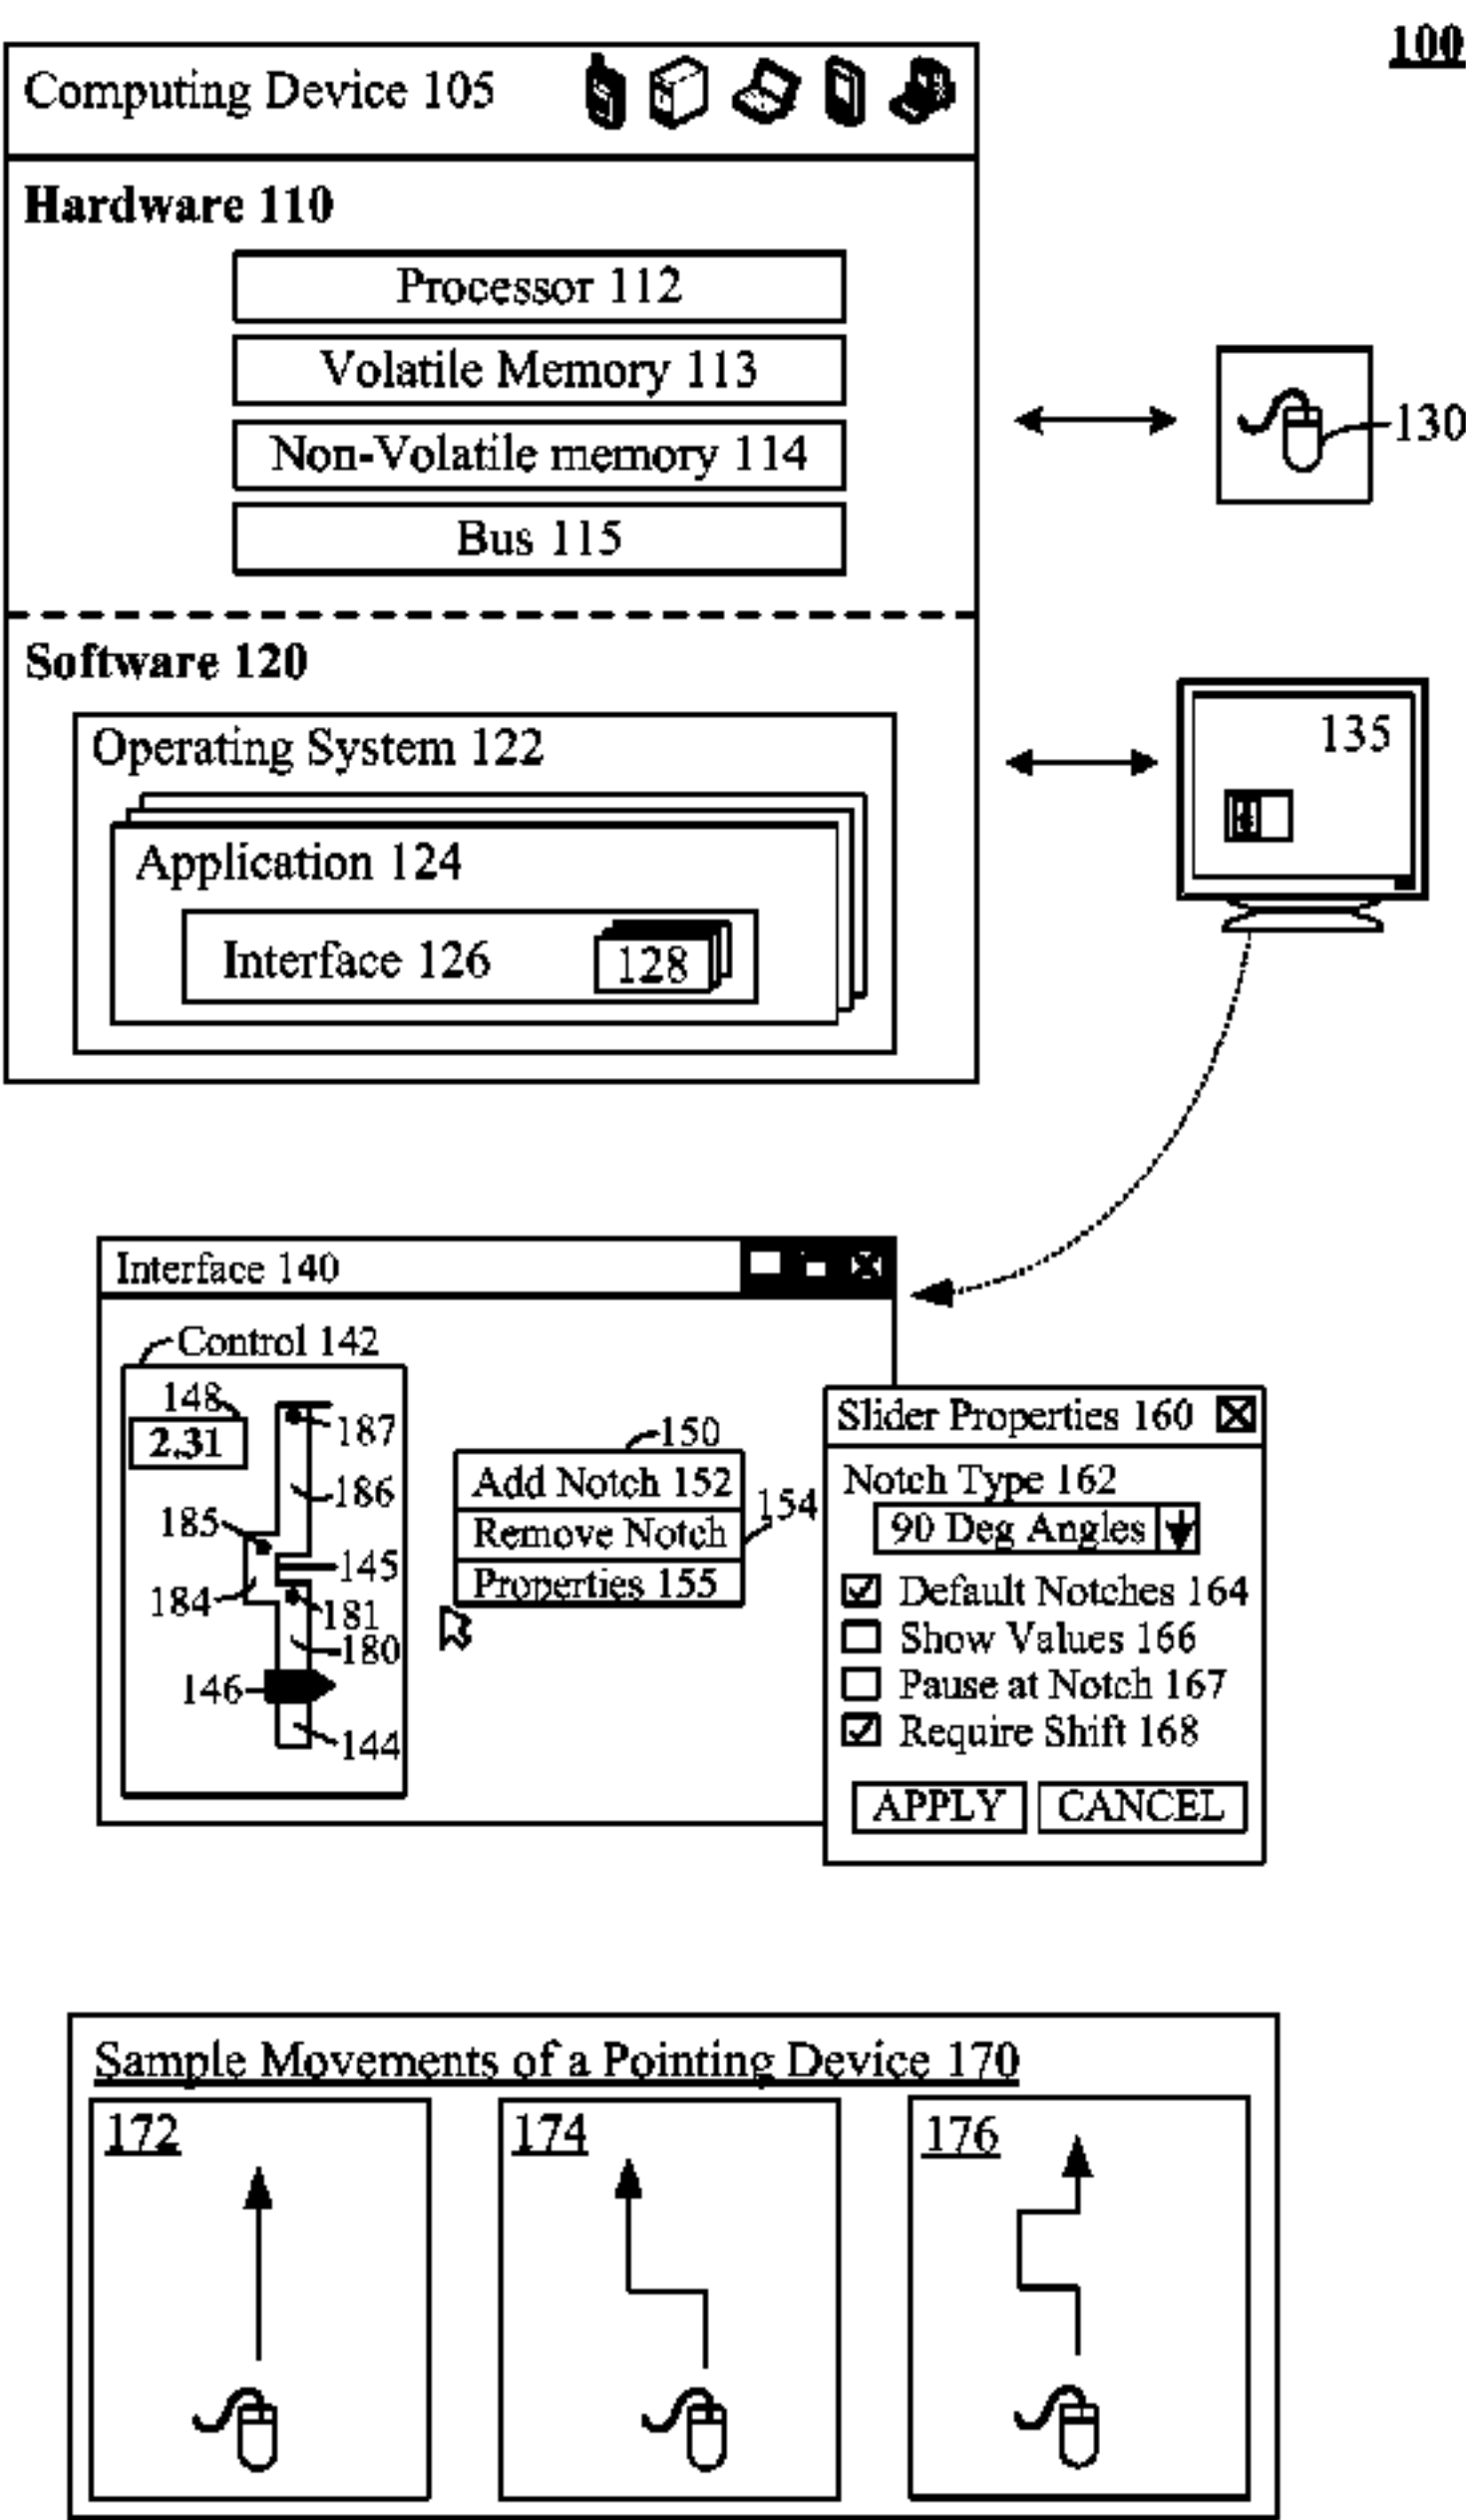 100
Computing Device 105
Hardware 110
Processor 112
Volatile Memory 113
Non-Volatile memory 114
Bus 115
130
Software 120
Operating System 122
Application 124
Interface 126
128
135
Interface 140
Control 142
148
2.31
187
186
185
145
184
181
180
146
144
150
Add Notch 152
Remove Notch
154
Properties 155
Slider Properties 160
Notch Type 162
90 Deg Angles
Default Notches 164
Show Values 166
Pause at Notch 167
Require Shift 168
APPLY
CANCEL
Sample Movements of a Pointing Device 170
172
174
176